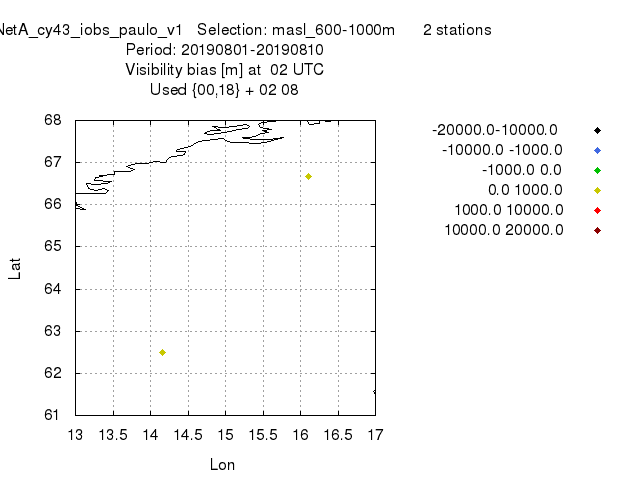 NetA_cy43_iobs_paulo_v1 Selection: masl_600-1000m 2 stations
Period: 20190801-20190810
Visibility bias [m] at 02 UTC
Used {00,18} + 02 08
68
67
66
65
64
63
62
61
Lat
13 13.5 14 14.5 15 15.5 16 16.5 17
Lon
-20000.0-10000.0
-10000.0 -1000.0
-1000.0 0.0
0.0 1000.0
1000.0 10000.0
10000.0 20000.0